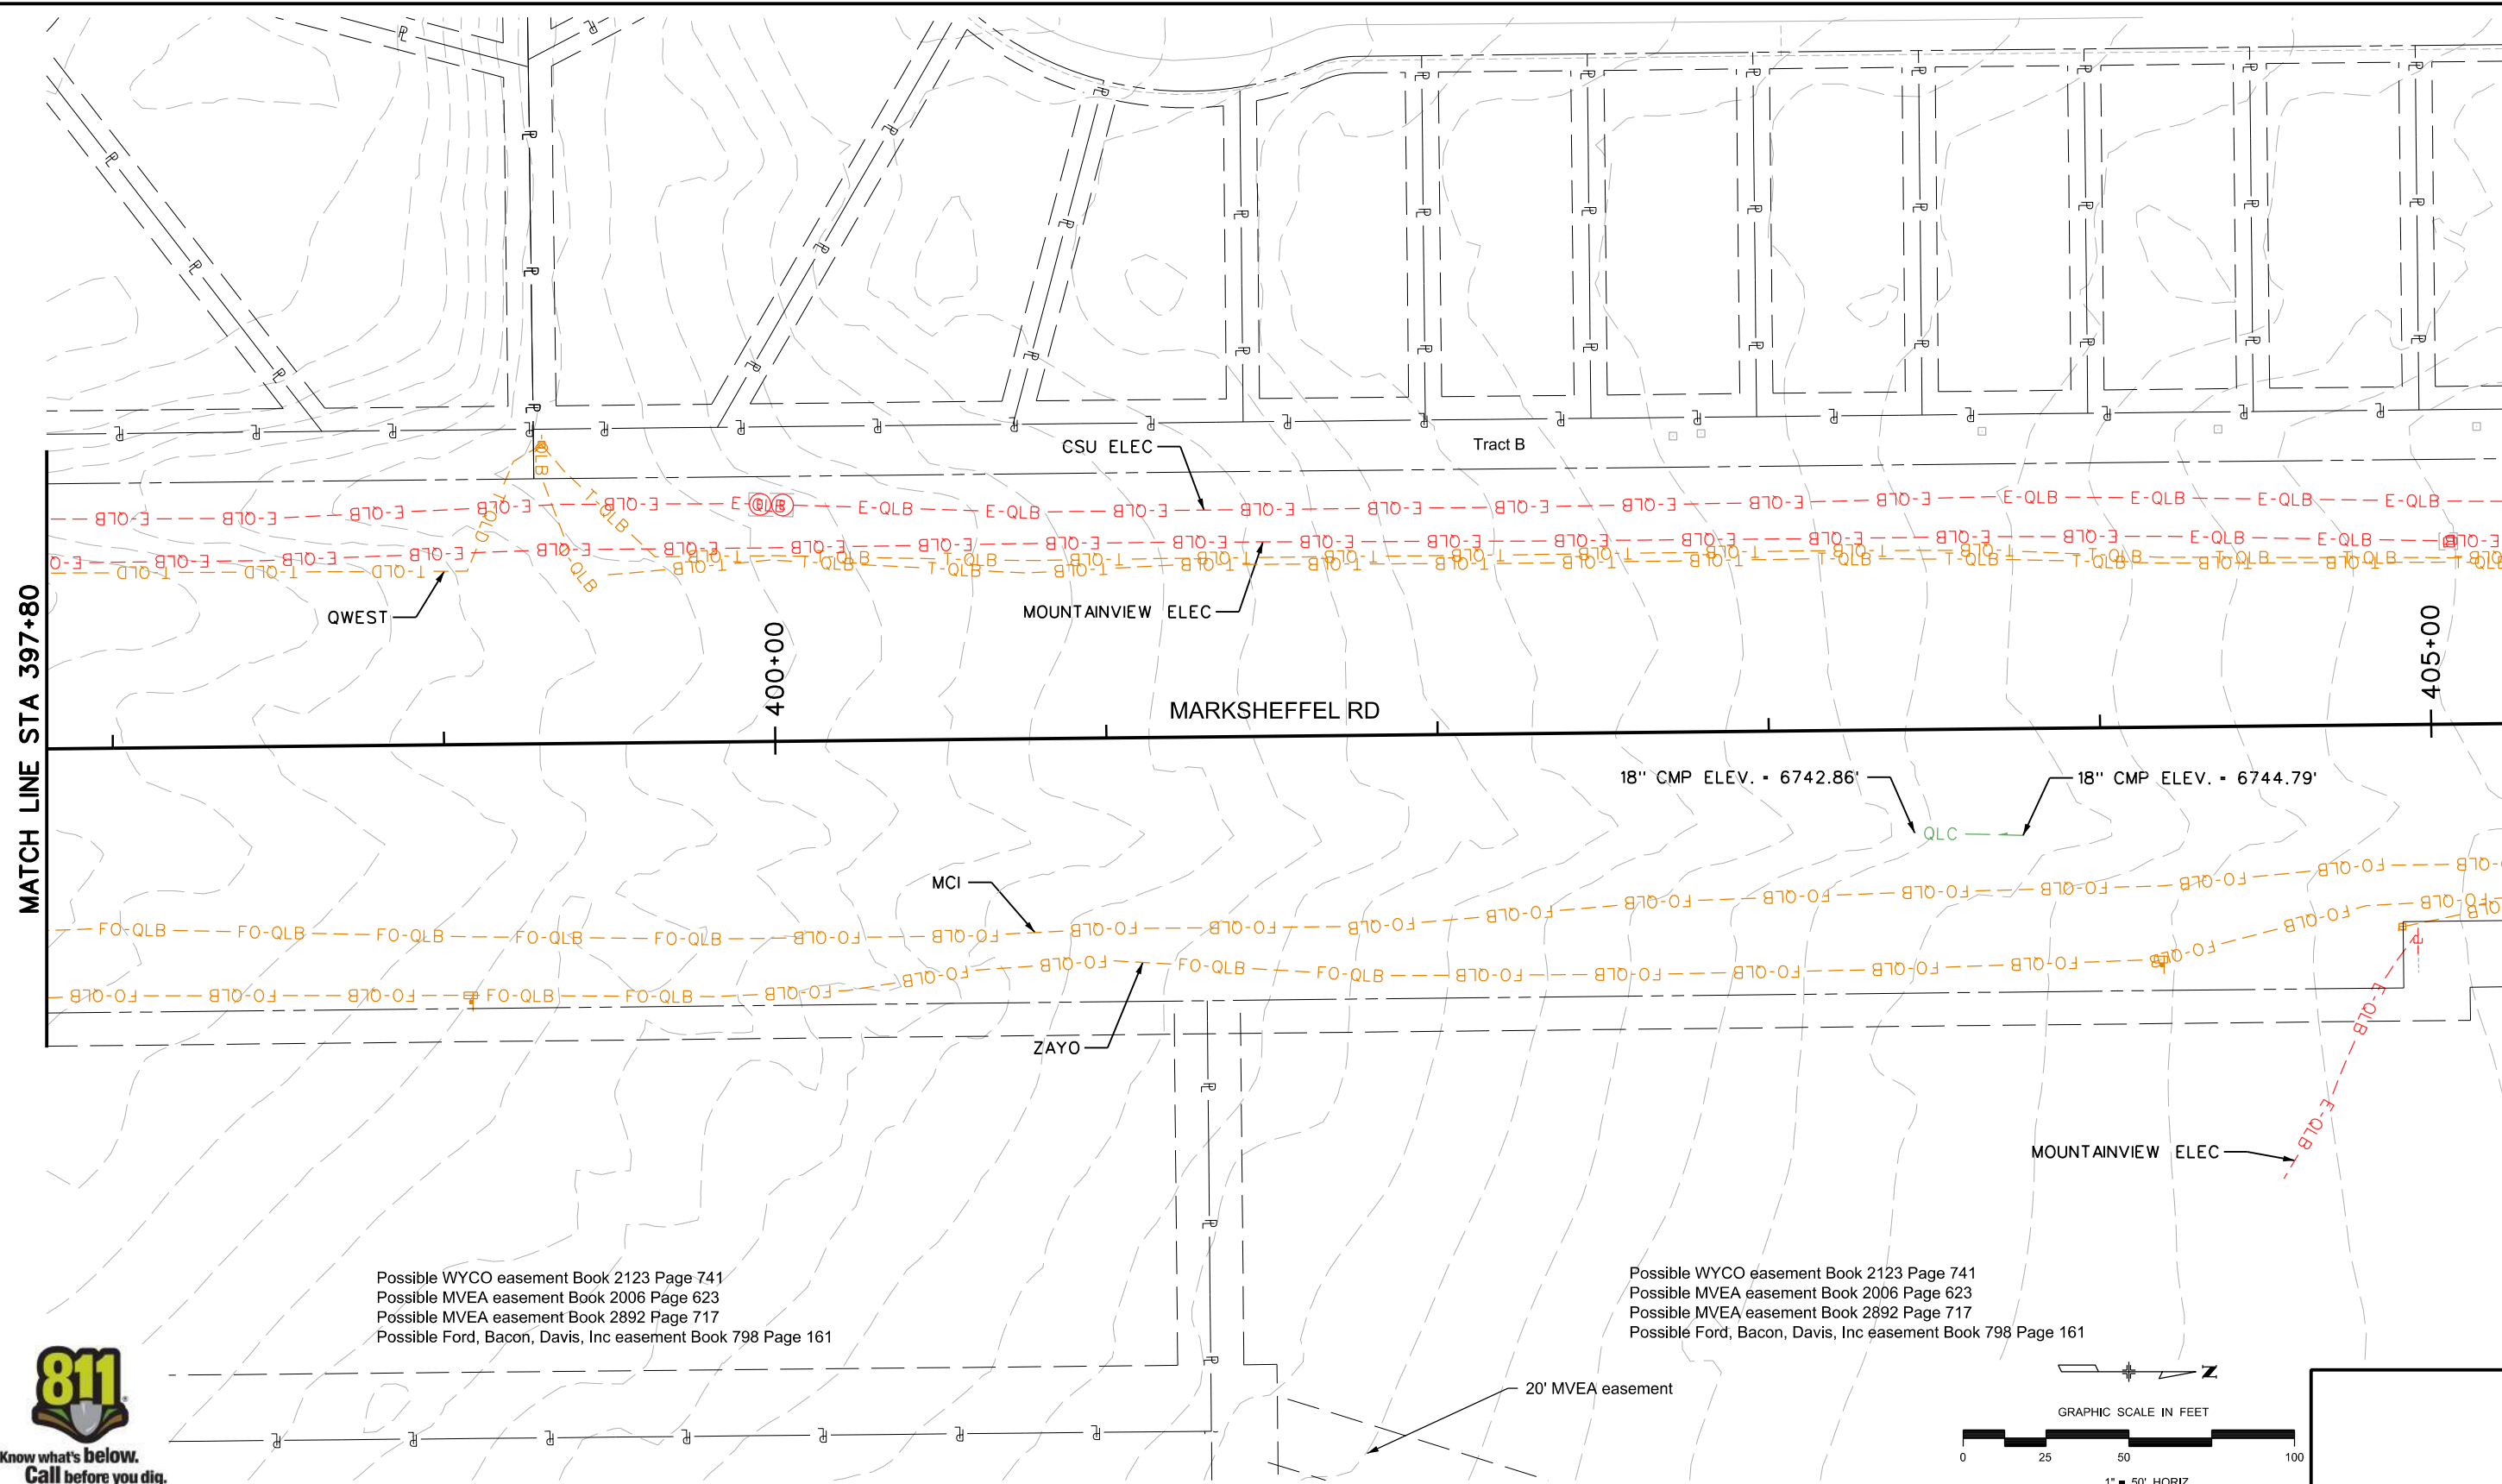 CSU ELEC
Tract B
QWEST
MOUNTAINVIEW ELEC
MATCH LINE STA 397+80
400+00
405+00
MARKSHEFFEL RD
18" CMP ELEV. = 6742.86'
18" CMP ELEV. = 6744.79'
QLC
MCI
ZAYO
MOUNTAINVIEW ELEC
E-QLB
T-QLB
T-QLD
FO-QLB
Possible WYCO easement Book 2123 Page 741
Possible MVEA easement Book 2006 Page 623
Possible MVEA easement Book 2892 Page 717
Possible Ford, Bacon, Davis, Inc easement Book 798 Page 161
Possible WYCO easement Book 2123 Page 741
Possible MVEA easement Book 2006 Page 623
Possible MVEA easement Book 2892 Page 717
Possible Ford, Bacon, Davis, Inc easement Book 798 Page 161
20' MVEA easement
811
Know what's below.
Call before you dig.
N
GRAPHIC SCALE IN FEET
0 25 50 100
1" = 50' HORIZ